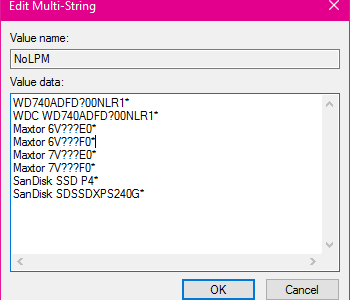 Edit Multi-String
Value name:
NoLPM
Value data:
WD740ADFD?00NLR1*
WDC WD740ADFD?00NLR1*
Maxtor 6V???E0*
Maxtor 6V???F0*
Maxtor 7V???E0*
Maxtor 7V???F0*
SanDisk SSD P4*
SanDisk SDSSDXPS240G*
OK
Cancel